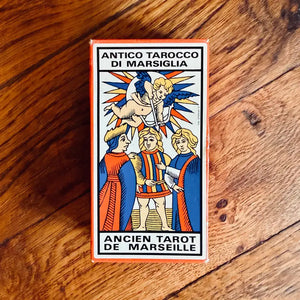 ANTICO TAROCCO
DI MARSIGLIA
ANCIEN TAROT
DE MARSEILLE